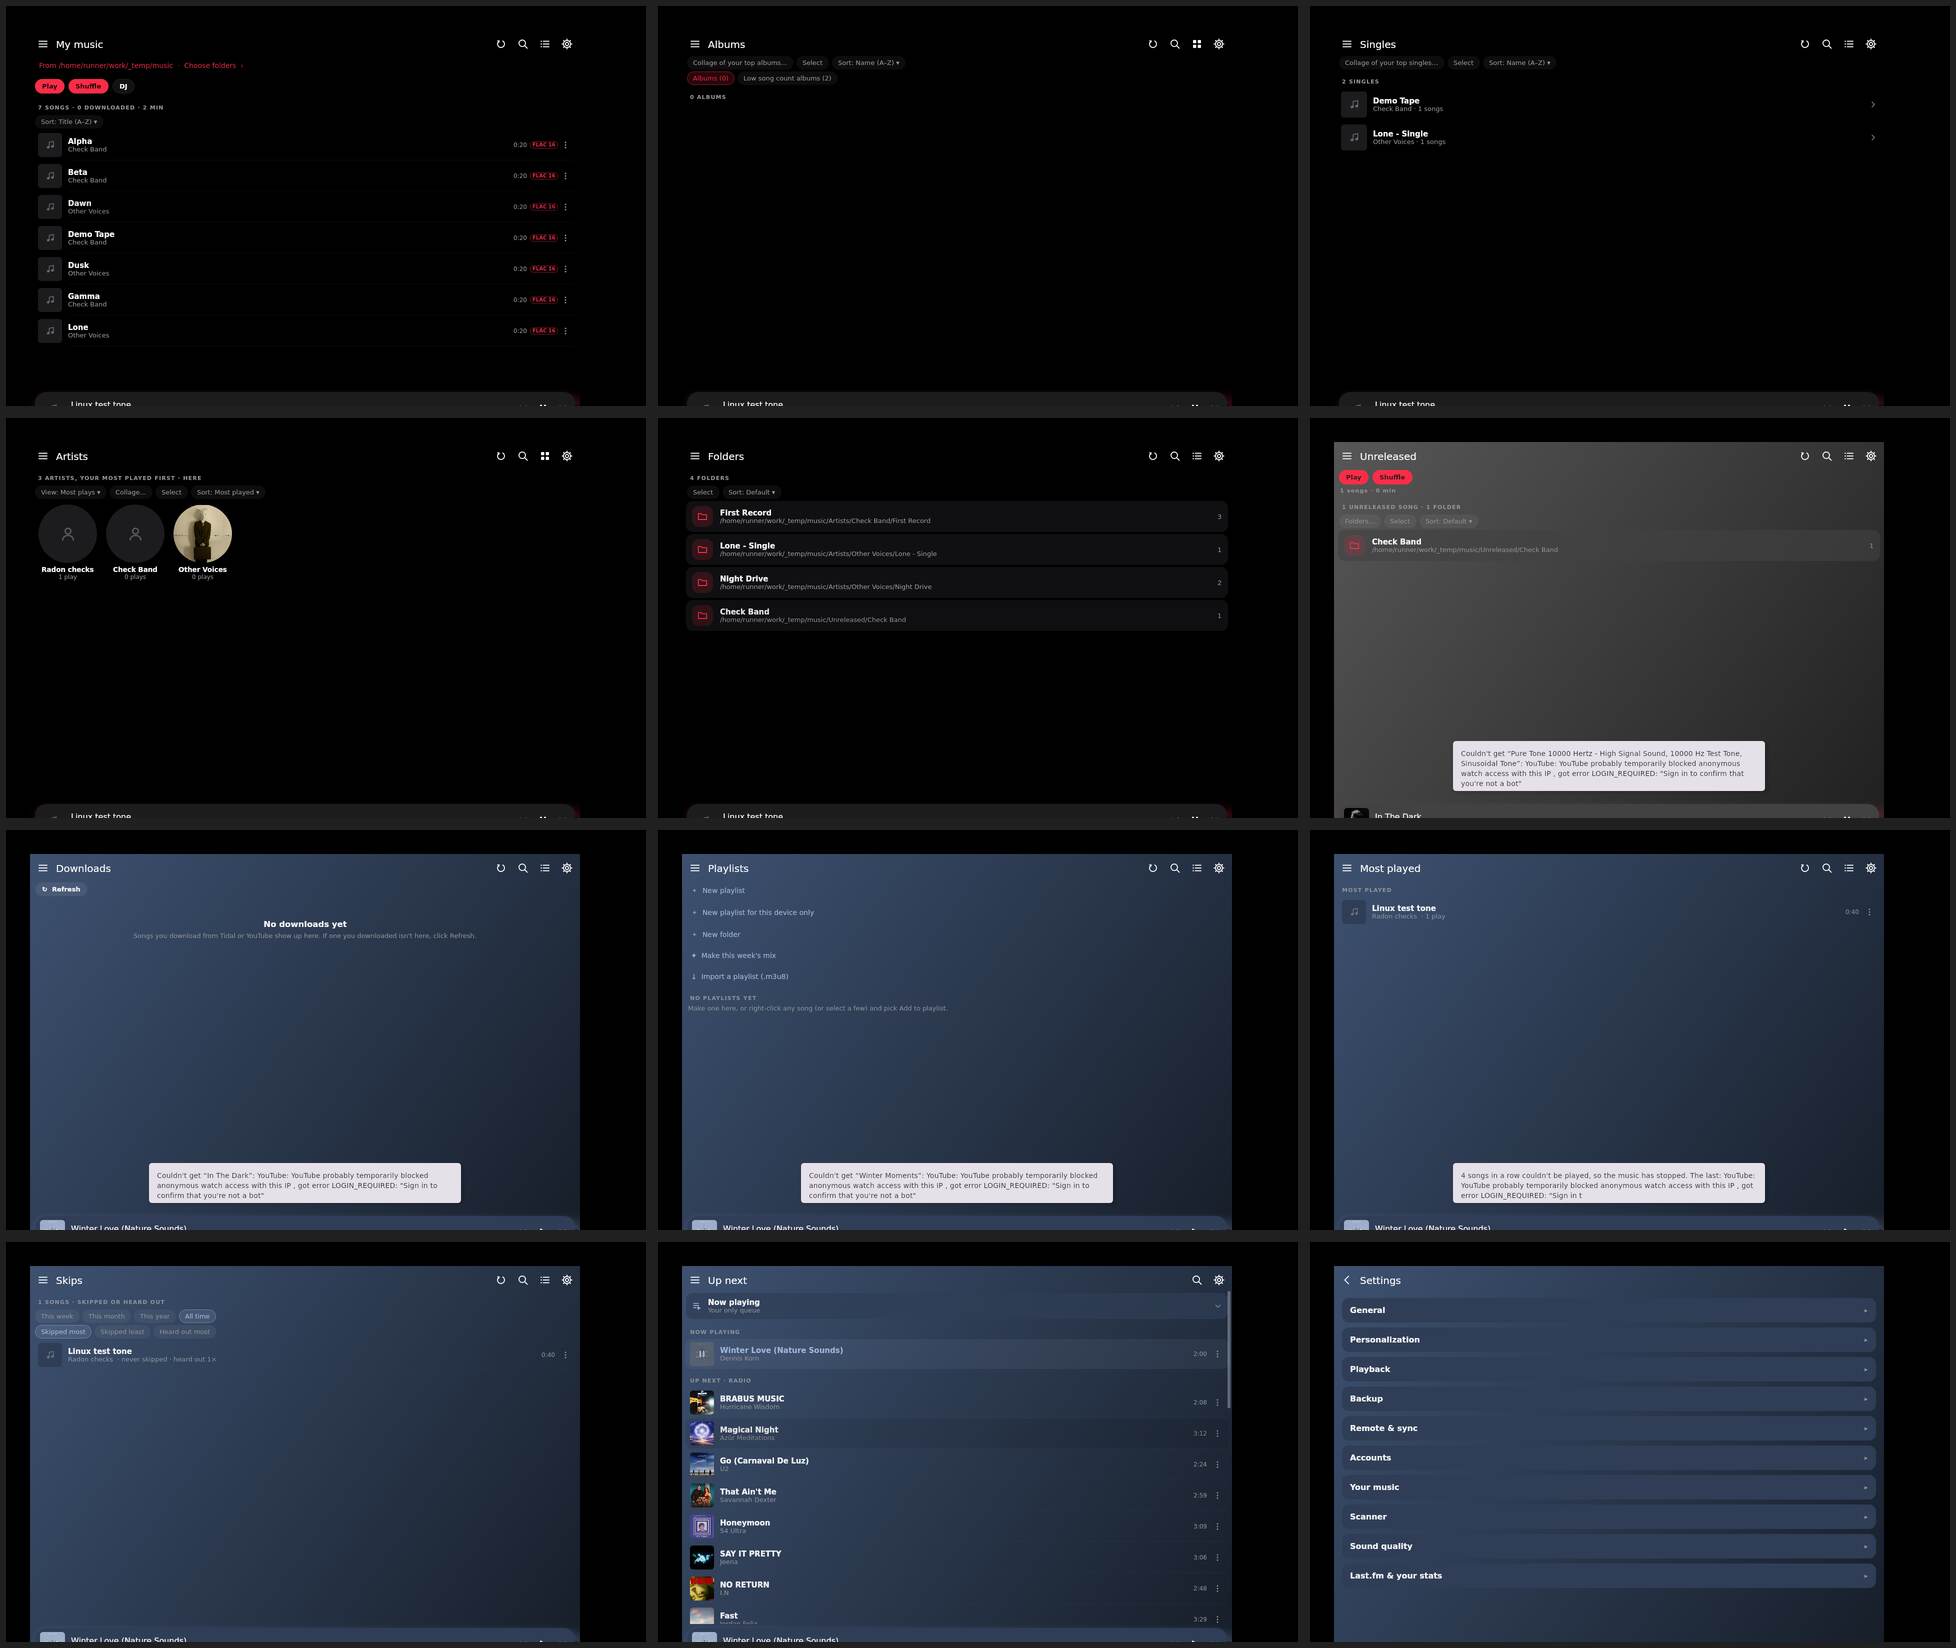 My music
From /home/runner/work/_temp/music · Choose folders ›
Play Shuffle DJ
7 SONGS · 0 DOWNLOADED · 2 MIN
Sort: Title (A–Z) ▾
Alpha
Check Band
0:20 FLAC 16
Beta
Check Band
0:20 FLAC 16
Dawn
Other Voices
0:20 FLAC 16
Demo Tape
Check Band
0:20 FLAC 16
Dusk
Other Voices
0:20 FLAC 16
Gamma
Check Band
0:20 FLAC 16
Lone
Other Voices
0:20 FLAC 16
Linux test tone
Albums
Collage of your top albums... Select Sort: Name (A–Z) ▾
Albums (0) Low song count albums (2)
0 ALBUMS
Linux test tone
Singles
Collage of your top singles... Select Sort: Name (A–Z) ▾
2 SINGLES
Demo Tape
Check Band · 1 songs
Lone - Single
Other Voices · 1 songs
Linux test tone
Artists
3 ARTISTS, YOUR MOST PLAYED FIRST · HERE
View: Most plays ▾ Collage... Select Sort: Most played ▾
Radon checks Check Band Other Voices
1 play 0 plays 0 plays
Linux test tone
Folders
4 FOLDERS
Select Sort: Default ▾
First Record
/home/runner/work/_temp/music/Artists/Check Band/First Record
3
Lone - Single
/home/runner/work/_temp/music/Artists/Other Voices/Lone - Single
1
Night Drive
/home/runner/work/_temp/music/Artists/Other Voices/Night Drive
2
Check Band
/home/runner/work/_temp/music/Unreleased/Check Band
1
Linux test tone
Unreleased
Play Shuffle
1 songs · 0 min
1 UNRELEASED SONG · 1 FOLDER
Folders... Select Sort: Default ▾
Check Band
/home/runner/work/_temp/music/Unreleased/Check Band
1
Couldn't get “Pure Tone 10000 Hertz - High Signal Sound, 10000 Hz Test Tone,
Sinusoidal Tone”: YouTube: YouTube probably temporarily blocked anonymous
watch access with this IP , got error LOGIN_REQUIRED: "Sign in to confirm that
you're not a bot"
In The Dark
Downloads
↻ Refresh
No downloads yet
Songs you download from Tidal or YouTube show up here. If one you downloaded isn't here, click Refresh.
Couldn't get “In The Dark”: YouTube: YouTube probably temporarily blocked
anonymous watch access with this IP , got error LOGIN_REQUIRED: "Sign in to
confirm that you're not a bot"
Winter Love (Nature Sounds)
Playlists
+ New playlist
+ New playlist for this device only
+ New folder
✦ Make this week's mix
↓ Import a playlist (.m3u8)
NO PLAYLISTS YET
Make one here, or right-click any song (or select a few) and pick Add to playlist.
Couldn't get “Winter Moments”: YouTube: YouTube probably temporarily blocked
anonymous watch access with this IP , got error LOGIN_REQUIRED: "Sign in to
confirm that you're not a bot"
Winter Love (Nature Sounds)
Most played
MOST PLAYED
Linux test tone
Radon checks · 1 play
0:40
4 songs in a row couldn't be played, so the music has stopped. The last: YouTube:
YouTube probably temporarily blocked anonymous watch access with this IP , got
error LOGIN_REQUIRED: "Sign in t
Winter Love (Nature Sounds)
Skips
1 SONGS · SKIPPED OR HEARD OUT
This week This month This year All time
Skipped most Skipped least Heard out most
Linux test tone
Radon checks · never skipped · heard out 1×
0:40
Winter Love (Nature Sounds)
Up next
Now playing
Your only queue
NOW PLAYING
Winter Love (Nature Sounds)
Dennis Korn
2:00
UP NEXT · RADIO
BRABUS MUSIC
Hurricane Wisdom
2:08
Magical Night
Azur Meditations
3:12
Go (Carnaval De Luz)
U2
2:24
That Ain't Me
Savannah Dexter
2:59
Honeymoon
54 Ultra
3:09
SAY IT PRETTY
Jeena
3:06
NO RETURN
I.N
2:48
Fast
3:29
Winter Love (Nature Sounds)
Settings
General
Personalization
Playback
Backup
Remote & sync
Accounts
Your music
Scanner
Sound quality
Last.fm & your stats